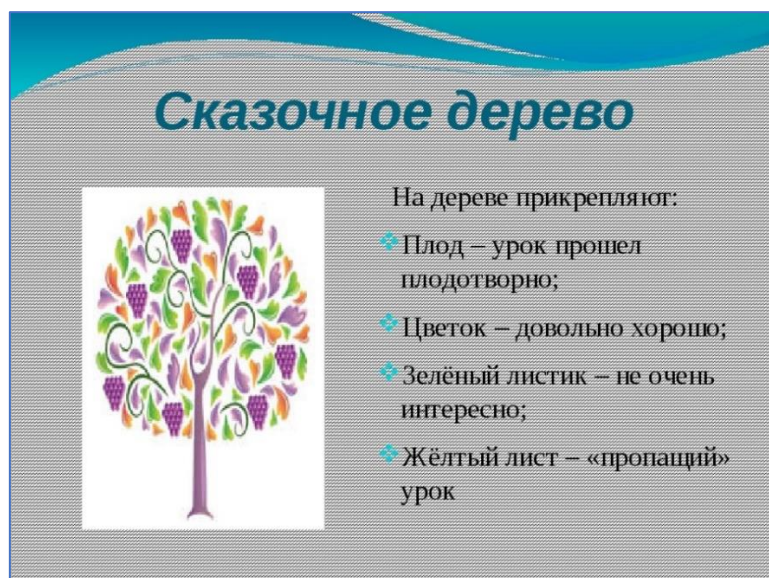 Сказочное дерево
На дереве прикрепляют:
Плод – урок прошел
плодотворно;
Цветок – довольно хорошо;
Зелёный листик – не очень
интересно;
Жёлтый лист – «пропащий»
урок